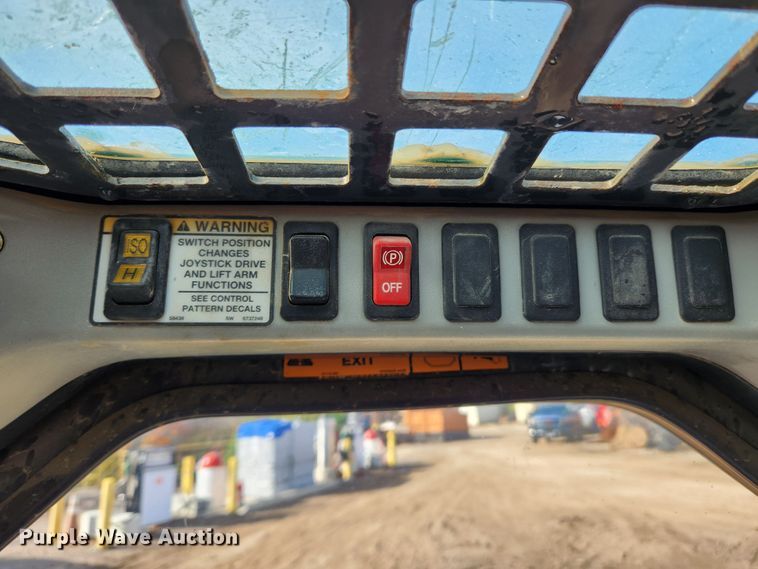 WARNING
ISO
H
SWITCH POSITION
CHANGES
JOYSTICK DRIVE
AND LIFT ARM
FUNCTIONS
SEE CONTROL
PATTERN DECALS
P
OFF
EXIT
Purple Wave Auction